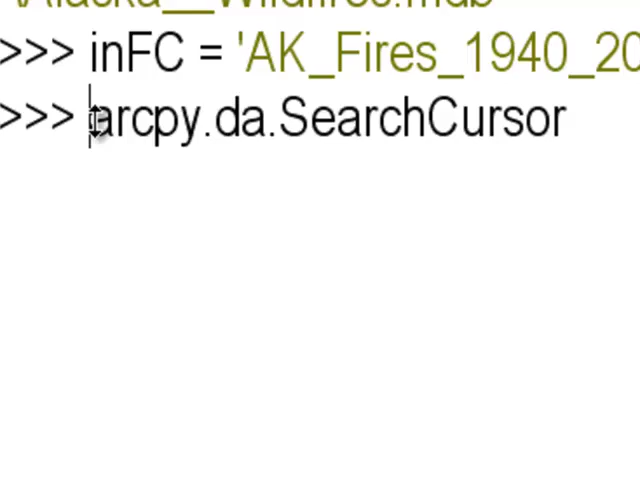 >>> inFC = 'AK_Fires_1940_20
>>> arcpy.da.SearchCursor